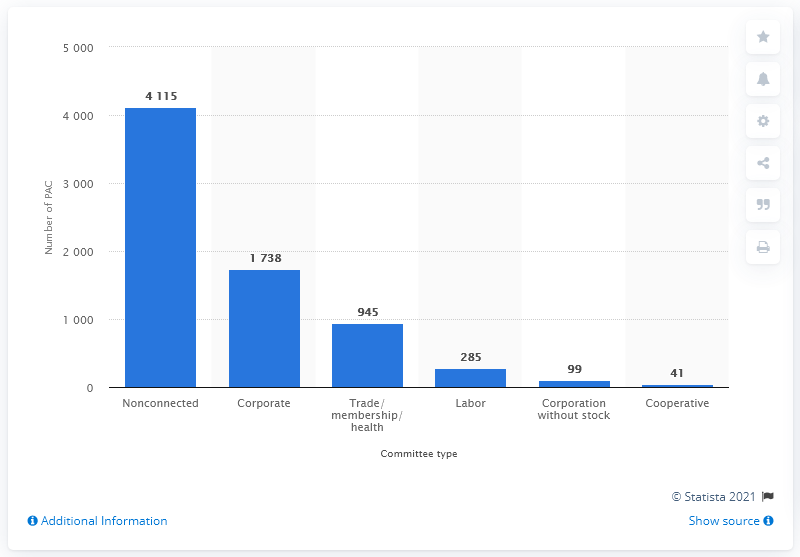 5 000
4 000
3 000
2 000
1 000
0
Number of PAC
4 115
1 738
945
285
99
41
Nonconnected
Corporate
Trade/
membership/
health
Labor
Corporation
without stock
Cooperative
Committee type
© Statista 2021
Additional Information
Show source